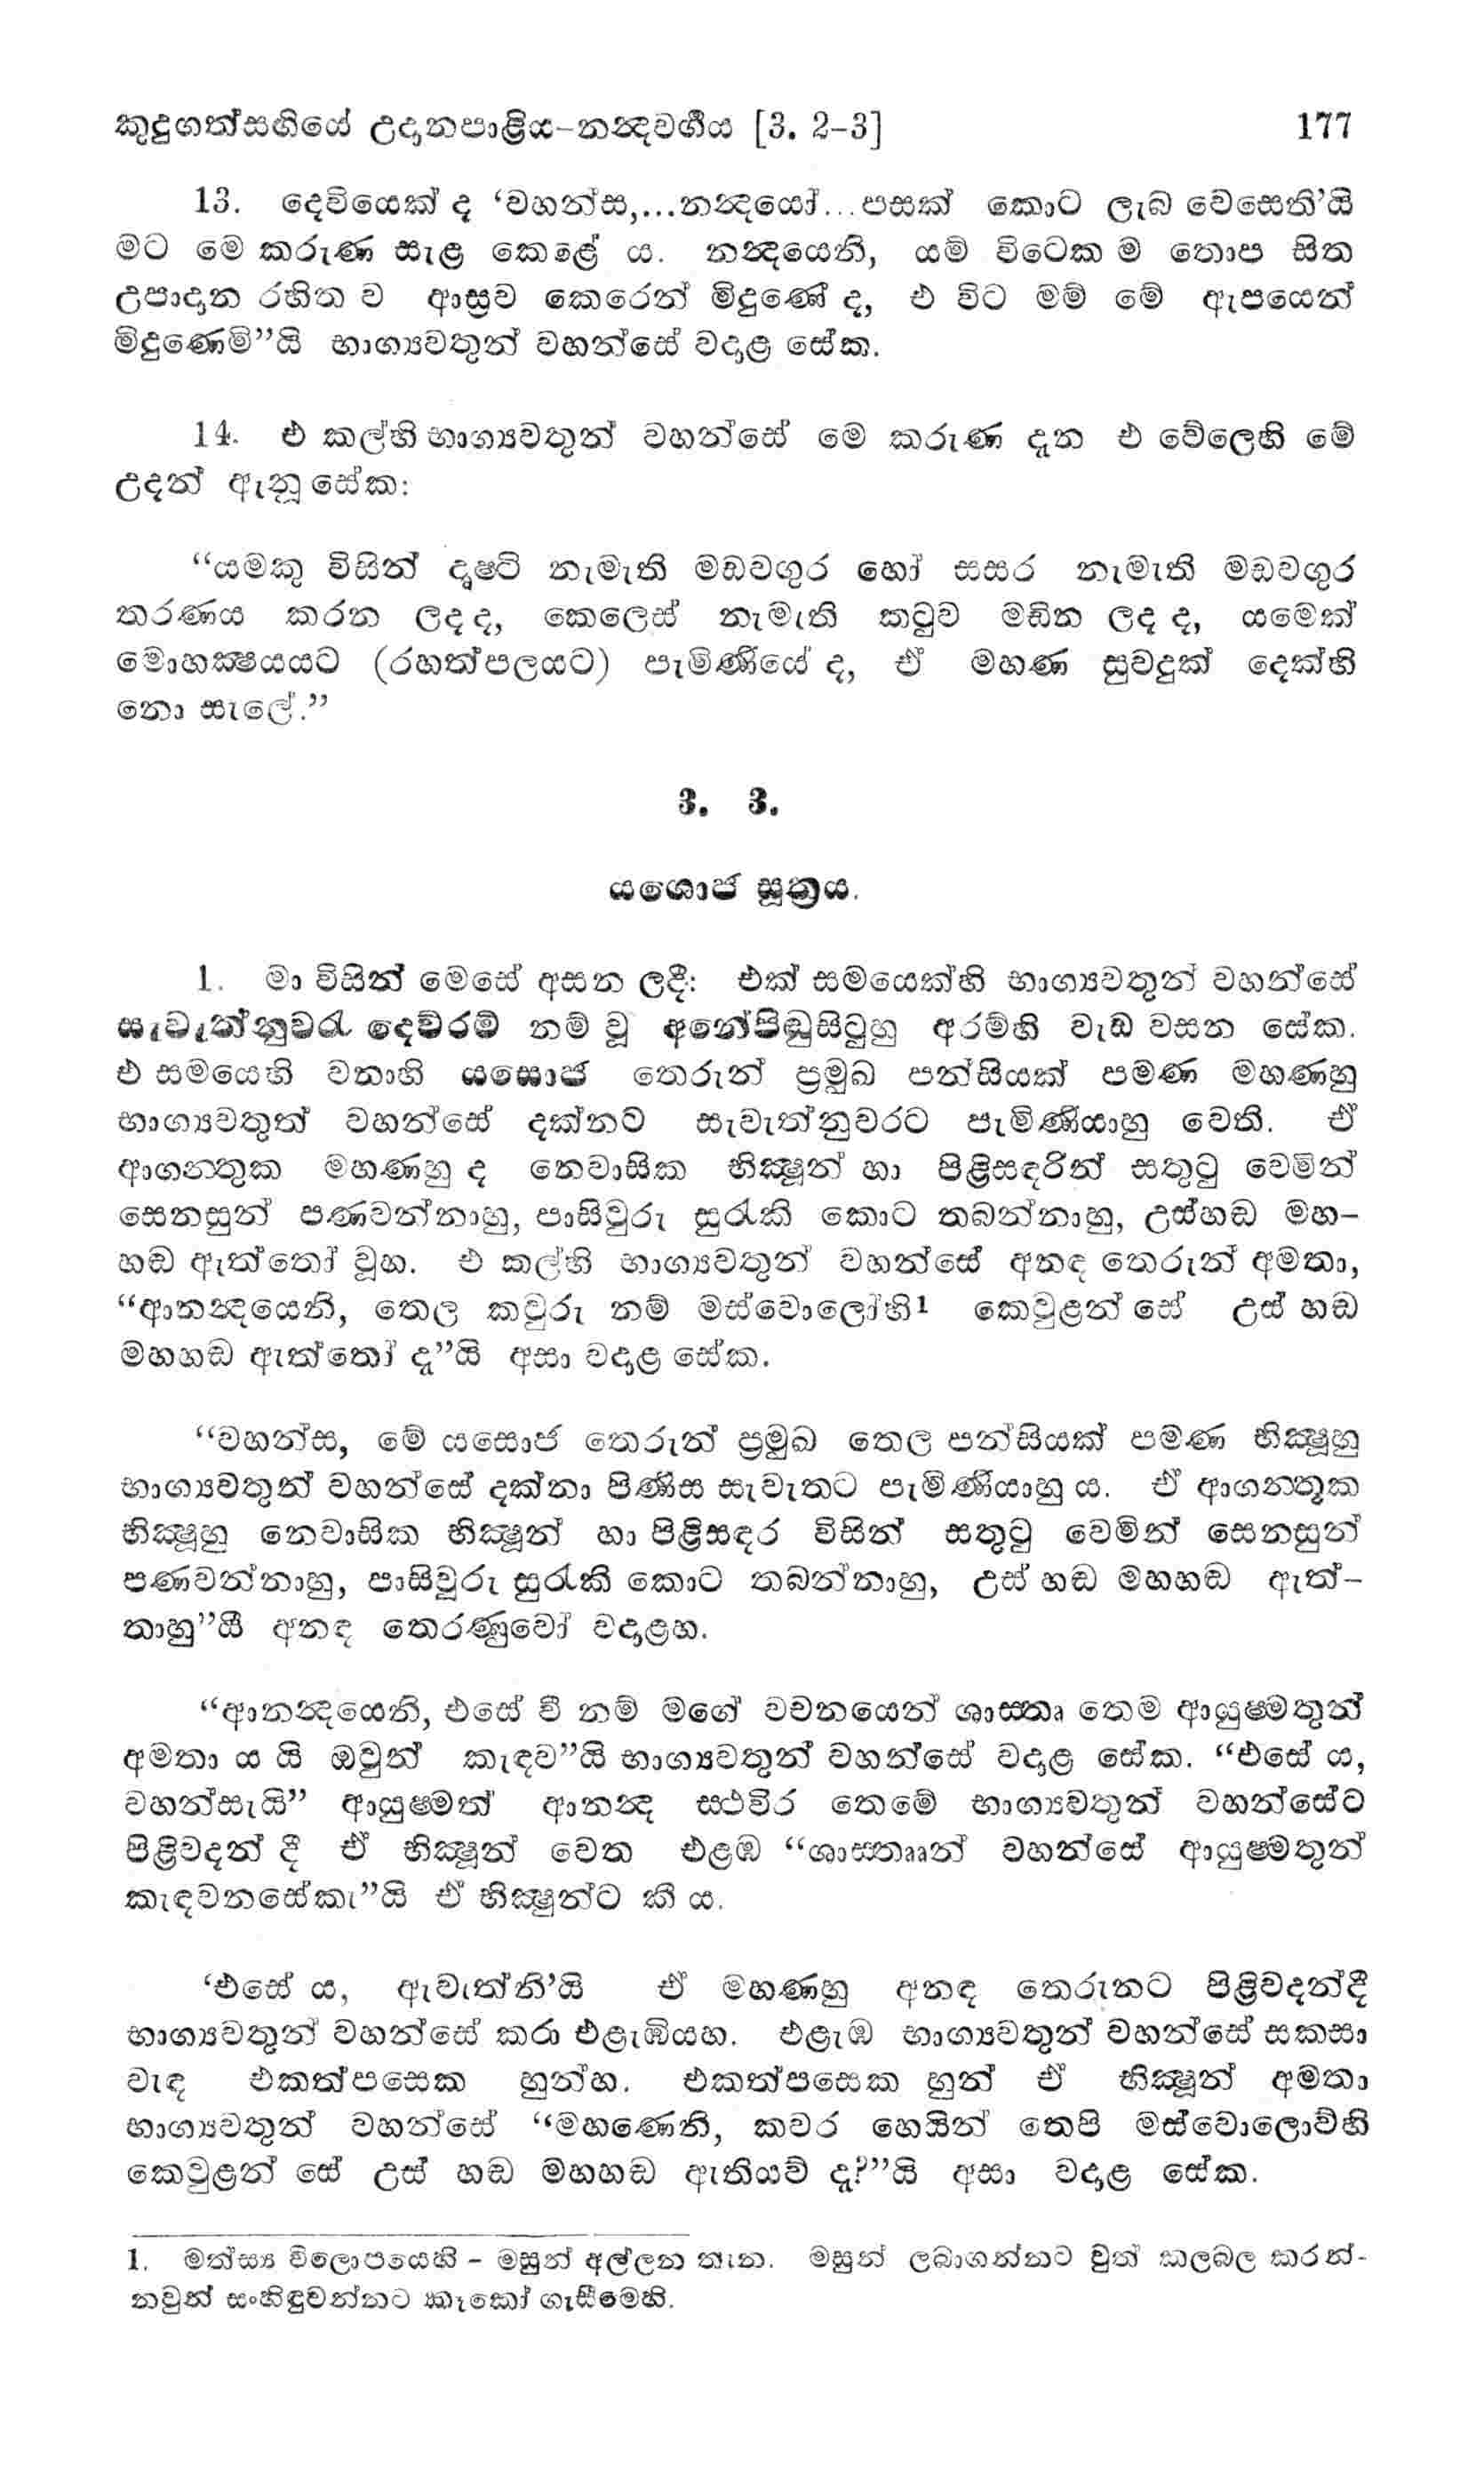 කුදුගත්සඟියේ උදානපාළිය-නන්‍දවර්‍ගය [3. 2-3] 177
13. දෙවියෙක් ද ‘වහන්ස,...නන්‍දයෝ...පසක් කොට ලැබ වෙසෙති’යි
මට මෙ කරුණ සැළ කෙළේ ය. නන්‍දයෙනි, යම් විටෙක ම තොප සිත
උපාදාන රහිත ව ආස්‍රව කෙරෙන් මිදුණේ ද, එ විට මම් මේ ඇපයෙන්
මිදුණෙමි”යි භාග්‍යවතුන් වහන්සේ වදාළ සේක.
14. එ කල්හි භාග්‍යවතුන් වහන්සේ මෙ කරුණ දැන එ වේලෙහි මේ
උදන් ඇනූ සේක:
“යමකු විසින් දෘෂ්ටි නැමැති මඩවගුර හෝ සසර නැමැති මඩවගුර
තරණය කරන ලද ද, කෙලෙස් නැමැති කටුව මඩින ලද ද, යමෙක්
මොහක්‍ෂයයට (රහත්පලයට) පැමිණියේ ද, ඒ මහණ සුවදුක් දෙක්හි
නො සැලේ.”
3. 3.
යශොජ සූත්‍රය.
1. මා විසින් මෙසේ අසන ලදී: එක් සමයෙක්හි භාග්‍යවතුන් වහන්සේ
සැවැත්නුවර දෙව්රම් නම් වූ අනේපිඬුසිටුහු අරම්හි වැඩ වසන සේක.
එ සමයෙහි වනාහි යසොජ තෙරුන් ප්‍රමුඛ පන්සියක් පමණ මහණහු
භාග්‍යවතුන් වහන්සේ දක්නට සැවැත්නුවරට පැමිණියාහු වෙති. ඒ
ආගන්තුක මහණහු ද නෙවාසික භික්‍ෂූන් හා පිළිසඳරින් සතුටු වෙමින්
සෙනසුන් පණවන්නාහු, පාසිවුරු සුරැකි කොට තබන්නාහු, උස්හඬ මහ-
හඬ ඇත්තෝ වූහ. එ කල්හි භාග්‍යවතුන් වහන්සේ අනඳ තෙරුන් අමතා,
“ආනන්‍දයෙනි, තෙල කවුරු නම් මස්වොලෝහි1 කෙවුළන් සේ උස් හඬ
මහහඬ ඇත්තෝ දැ”යි අසා වදාළ සේක.
“වහන්ස, මේ යසොජ තෙරුන් ප්‍රමුඛ තෙල පන්සියක් පමණ භික්‍ෂූහු
භාග්‍යවතුන් වහන්සේ දක්නා පිණිස සැවැතට පැමිණියාහු ය. ඒ ආගන්තූක
භික්‍ෂූහු නෙවාසික භික්‍ෂූන් හා පිළිසඳර විසින් සතුටු වෙමින් සෙනසුන්
පණවන්නාහු, පාසිවුරු සුරැකි කොට තබන්නාහු, උස් හඬ මහහඬ ඇත්-
තාහු”යී අනඳ තෙරණුවෝ වදාළහ.
“ආනන්‍දයෙනි, එසේ වී නම් මගේ වචනයෙන් ශාස්තෘ තෙම ආයුෂ්මතුන්
අමතා ය යි ඔවුන් කැඳව”යි භාග්‍යවතුන් වහන්සේ වදාළ සේක. “එසේ ය,
වහන්සැයි” ආයුෂ්මත් ආනන්‍ද ස්ථවිර තෙමේ භාග්‍යවතුන් වහන්සේට
පිළිවදන් දී ඒ භික්‍ෂූන් වෙත එළඹ “ශාස්තෲන් වහන්සේ ආයුෂ්මතුන්
කැඳවනසේකැ”යි ඒ භික්‍ෂුන්ට කී ය.
‘එසේ ය, ඇවැත්නි’යි ඒ මහණහු අනඳ තෙරුනට පිළිවදන්දී
භාග්‍යවතුන් වහන්සේ කරා එළැඹියහ. එළැඹ භාග්‍යවතුන් වහන්සේ සකසා
වැඳ එකත්පසෙක හුන්හ. එකත්පසෙක හුන් ඒ භික්‍ෂූන් අමතා
භාග්‍යවතුන් වහන්සේ “මහණෙනි, කවර හෙයින් තෙපි මස්වොලොව්හි
කෙවුළන් සේ උස් හඬ මහහඬ ඇතියව් දැ?”යි අසා වදාළ සේක.
1. මත්ස්‍ය විලොපයෙහි - මසුන් අල්ලන තැන. මසුන් ලබාගන්නට වුත් කලබල කරන්-
නවුන් සංහිඳුවන්නට කෑකෝ ගැසීමෙහි.